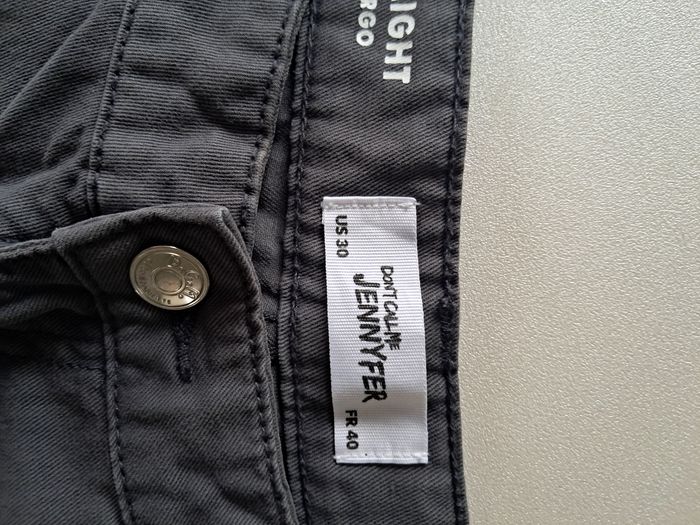 IGHT
RGO
US 30
DON'T CALL ME
JENNYFER
FR 40